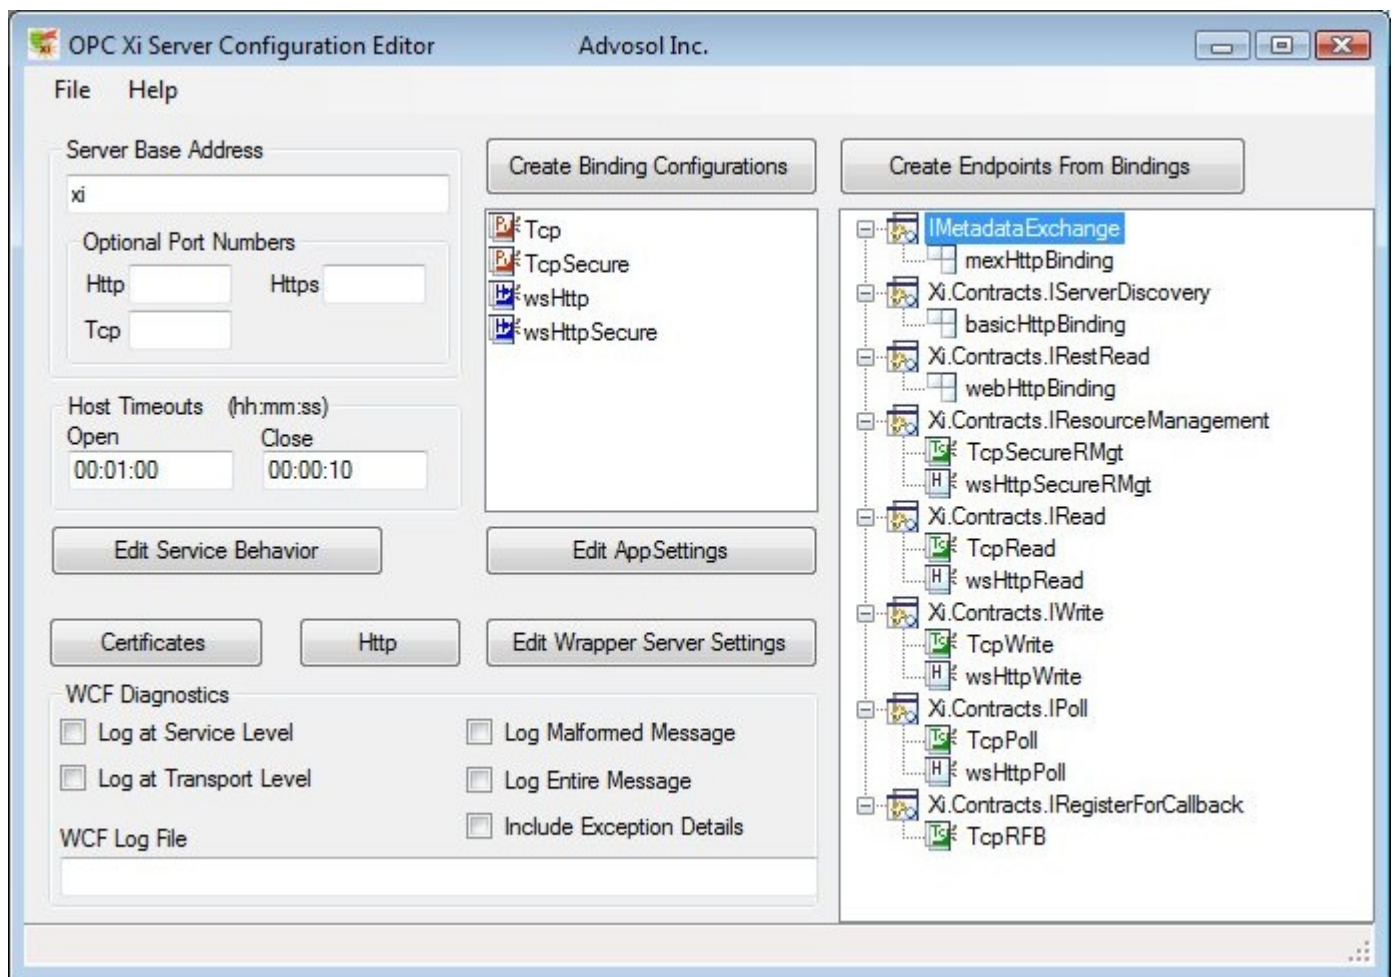 OPC Xi Server Configuration Editor Advosol Inc.
File Help
Server Base Address
xi
Optional Port Numbers
Http Https
Tcp
Host Timeouts (hh:mm:ss)
Open Close
00:01:00 00:00:10
Edit Service Behavior
Certificates Http
Create Binding Configurations
Tcp
TcpSecure
wsHttp
wsHttpSecure
Edit AppSettings
Edit Wrapper Server Settings
WCF Diagnostics
Log at Service Level
Log at Transport Level
Log Malformed Message
Log Entire Message
Include Exception Details
WCF Log File
Create Endpoints From Bindings
IMetadataExchange
mexHttpBinding
Xi.Contracts.IServerDiscovery
basicHttpBinding
Xi.Contracts.IRestRead
webHttpBinding
Xi.Contracts.IResourceManagement
TcpSecureRMgt
wsHttpSecureRMgt
Xi.Contracts.IRead
TcpRead
wsHttpRead
Xi.Contracts.IWrite
TcpWrite
wsHttpWrite
Xi.Contracts.IPoll
TcpPoll
wsHttpPoll
Xi.Contracts.IRegisterForCallback
TcpRFB